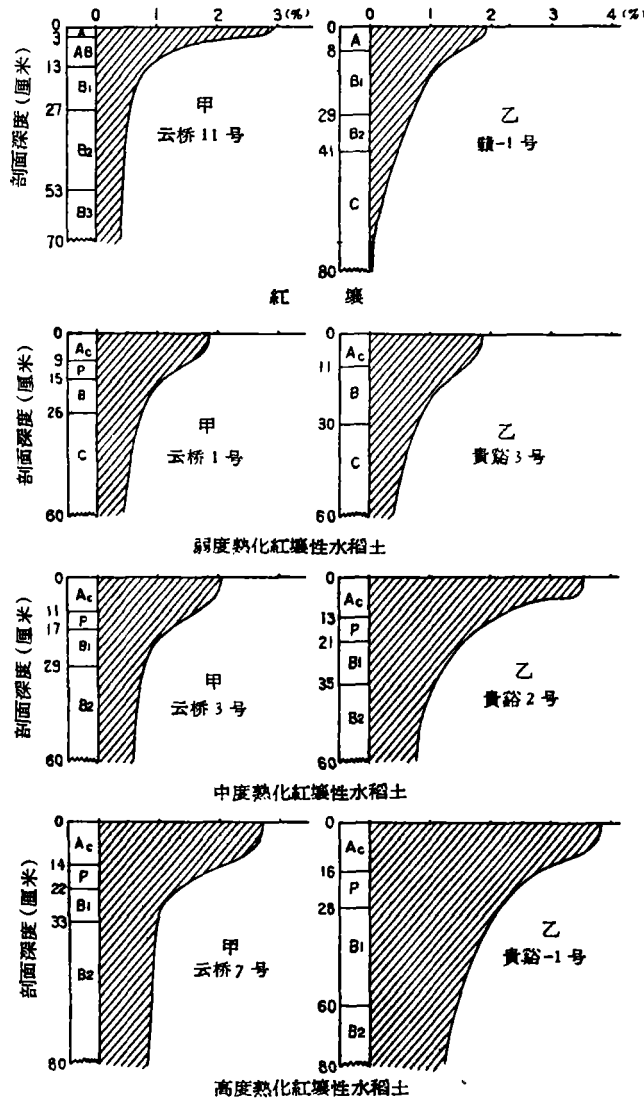 0 1 2 3 (%)
0 1 2 3 4 (%)
剖面深度(厘米)
0
3
13
27
53
70
A
AB
B1
B2
B3
甲
云桥 11 号
0
8
29
41
80
A
B1
B2
C
乙
贛-1 号
紅 壤
剖面深度(厘米)
0
9
15
26
60
Ac
P
B
C
甲
云桥 1 号
0
11
30
60
Ac
B
C
乙
貴谿 3 号
弱度熟化紅壤性水稻土
剖面深度(厘米)
0
11
17
29
60
Ac
P
B1
B2
甲
云桥 3 号
0
13
21
35
60
Ac
P
B1
B2
乙
貴谿 2 号
中度熟化紅壤性水稻土
剖面深度(厘米)
0
14
22
33
80
Ac
P
B1
B2
甲
云桥 7 号
0
16
28
60
80
Ac
P
B1
B2
乙
貴谿-1 号
高度熟化紅壤性水稻土